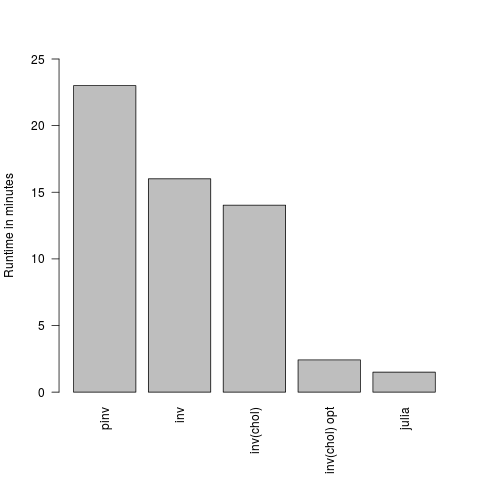 Runtime in minutes
25
20
15
10
5
0
pinv
inv
inv(chol)
inv(chol) opt
julia